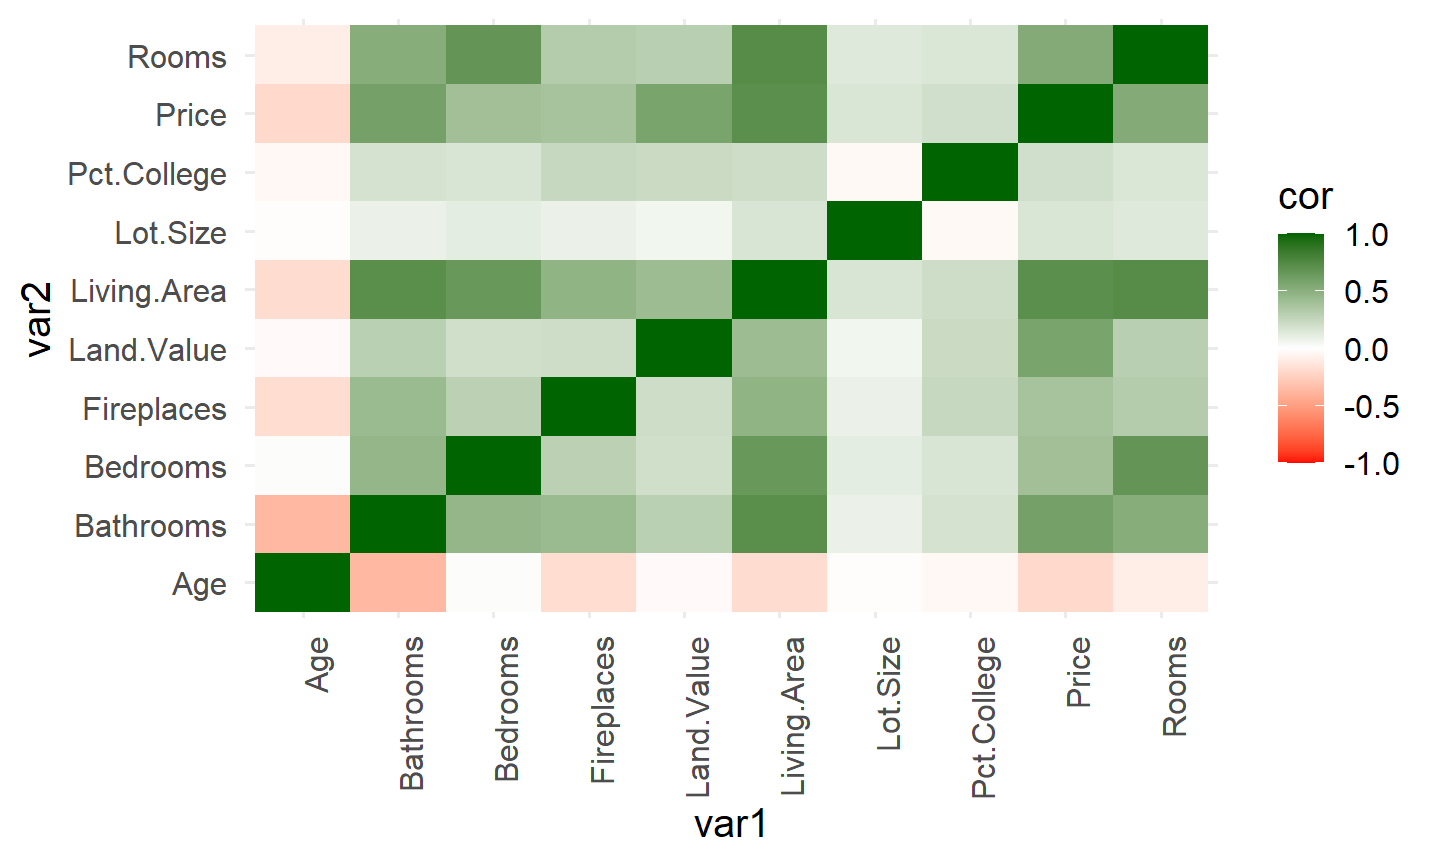 Rooms
Price
Pct.College
Lot.Size
Living.Area
Land.Value
Fireplaces
Bedrooms
Bathrooms
Age
var2
Age
Bathrooms
Bedrooms
Fireplaces
Land.Value
Living.Area
Lot.Size
Pct.College
Price
Rooms
var1
cor
1.0
0.5
0.0
-0.5
-1.0